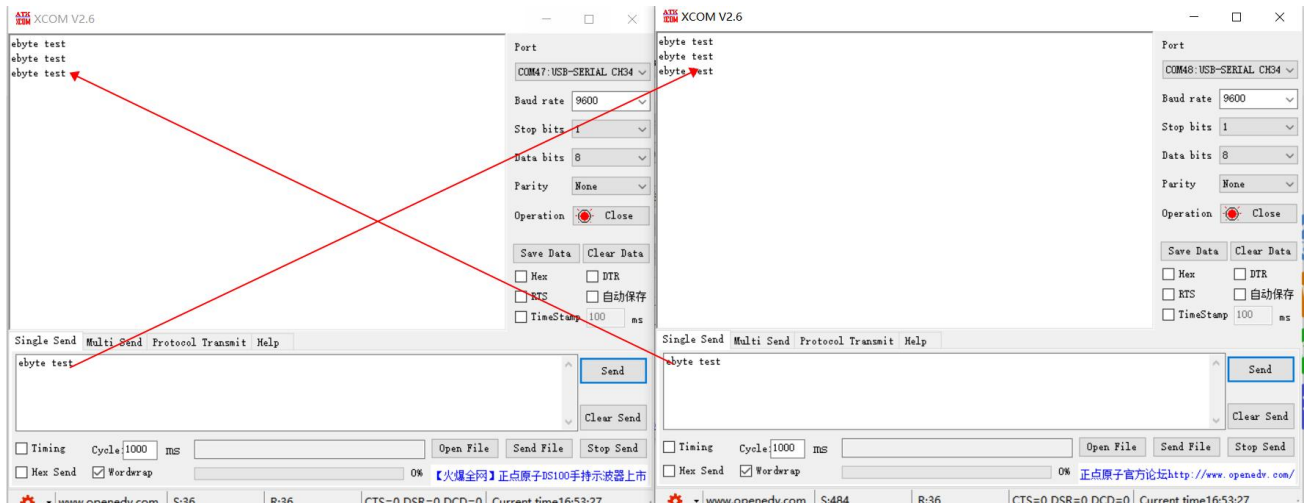 ATK XCOM XCOM V2.6
ebyte test
ebyte test
ebyte test
Port
COM47:USB-SERIAL CH34
Baud rate 9600
Stop bits 1
Data bits 8
Parity None
Operation Close
Save Data Clear Data
Hex DTR
RTS 自动保存
TimeStamp 100 ms
Single Send Multi Send Protocol Transmit Help
ebyte test
Send
Clear Send
Timing Cycle: 1000 ms Open File Send File Stop Send
Hex Send Wordwrap 0% 【火爆全网】正点原子DS100手持示波器上市
www.openedv.com S:36 R:36 CTS=0 DSR=0 DCD=0 Current time16:53:27
ATK XCOM XCOM V2.6
ebyte test
ebyte test
ebyte test
Port
COM48:USB-SERIAL CH34
Baud rate 9600
Stop bits 1
Data bits 8
Parity None
Operation Close
Save Data Clear Data
Hex DTR
RTS 自动保存
TimeStamp 100 ms
Single Send Multi Send Protocol Transmit Help
ebyte test
Send
Clear Send
Timing Cycle: 1000 ms Open File Send File Stop Send
Hex Send Wordwrap 0% 正点原子官方论坛http://www.openedv.com/
www.openedv.com S:484 R:36 CTS=0 DSR=0 DCD=0 Current time16:53:27